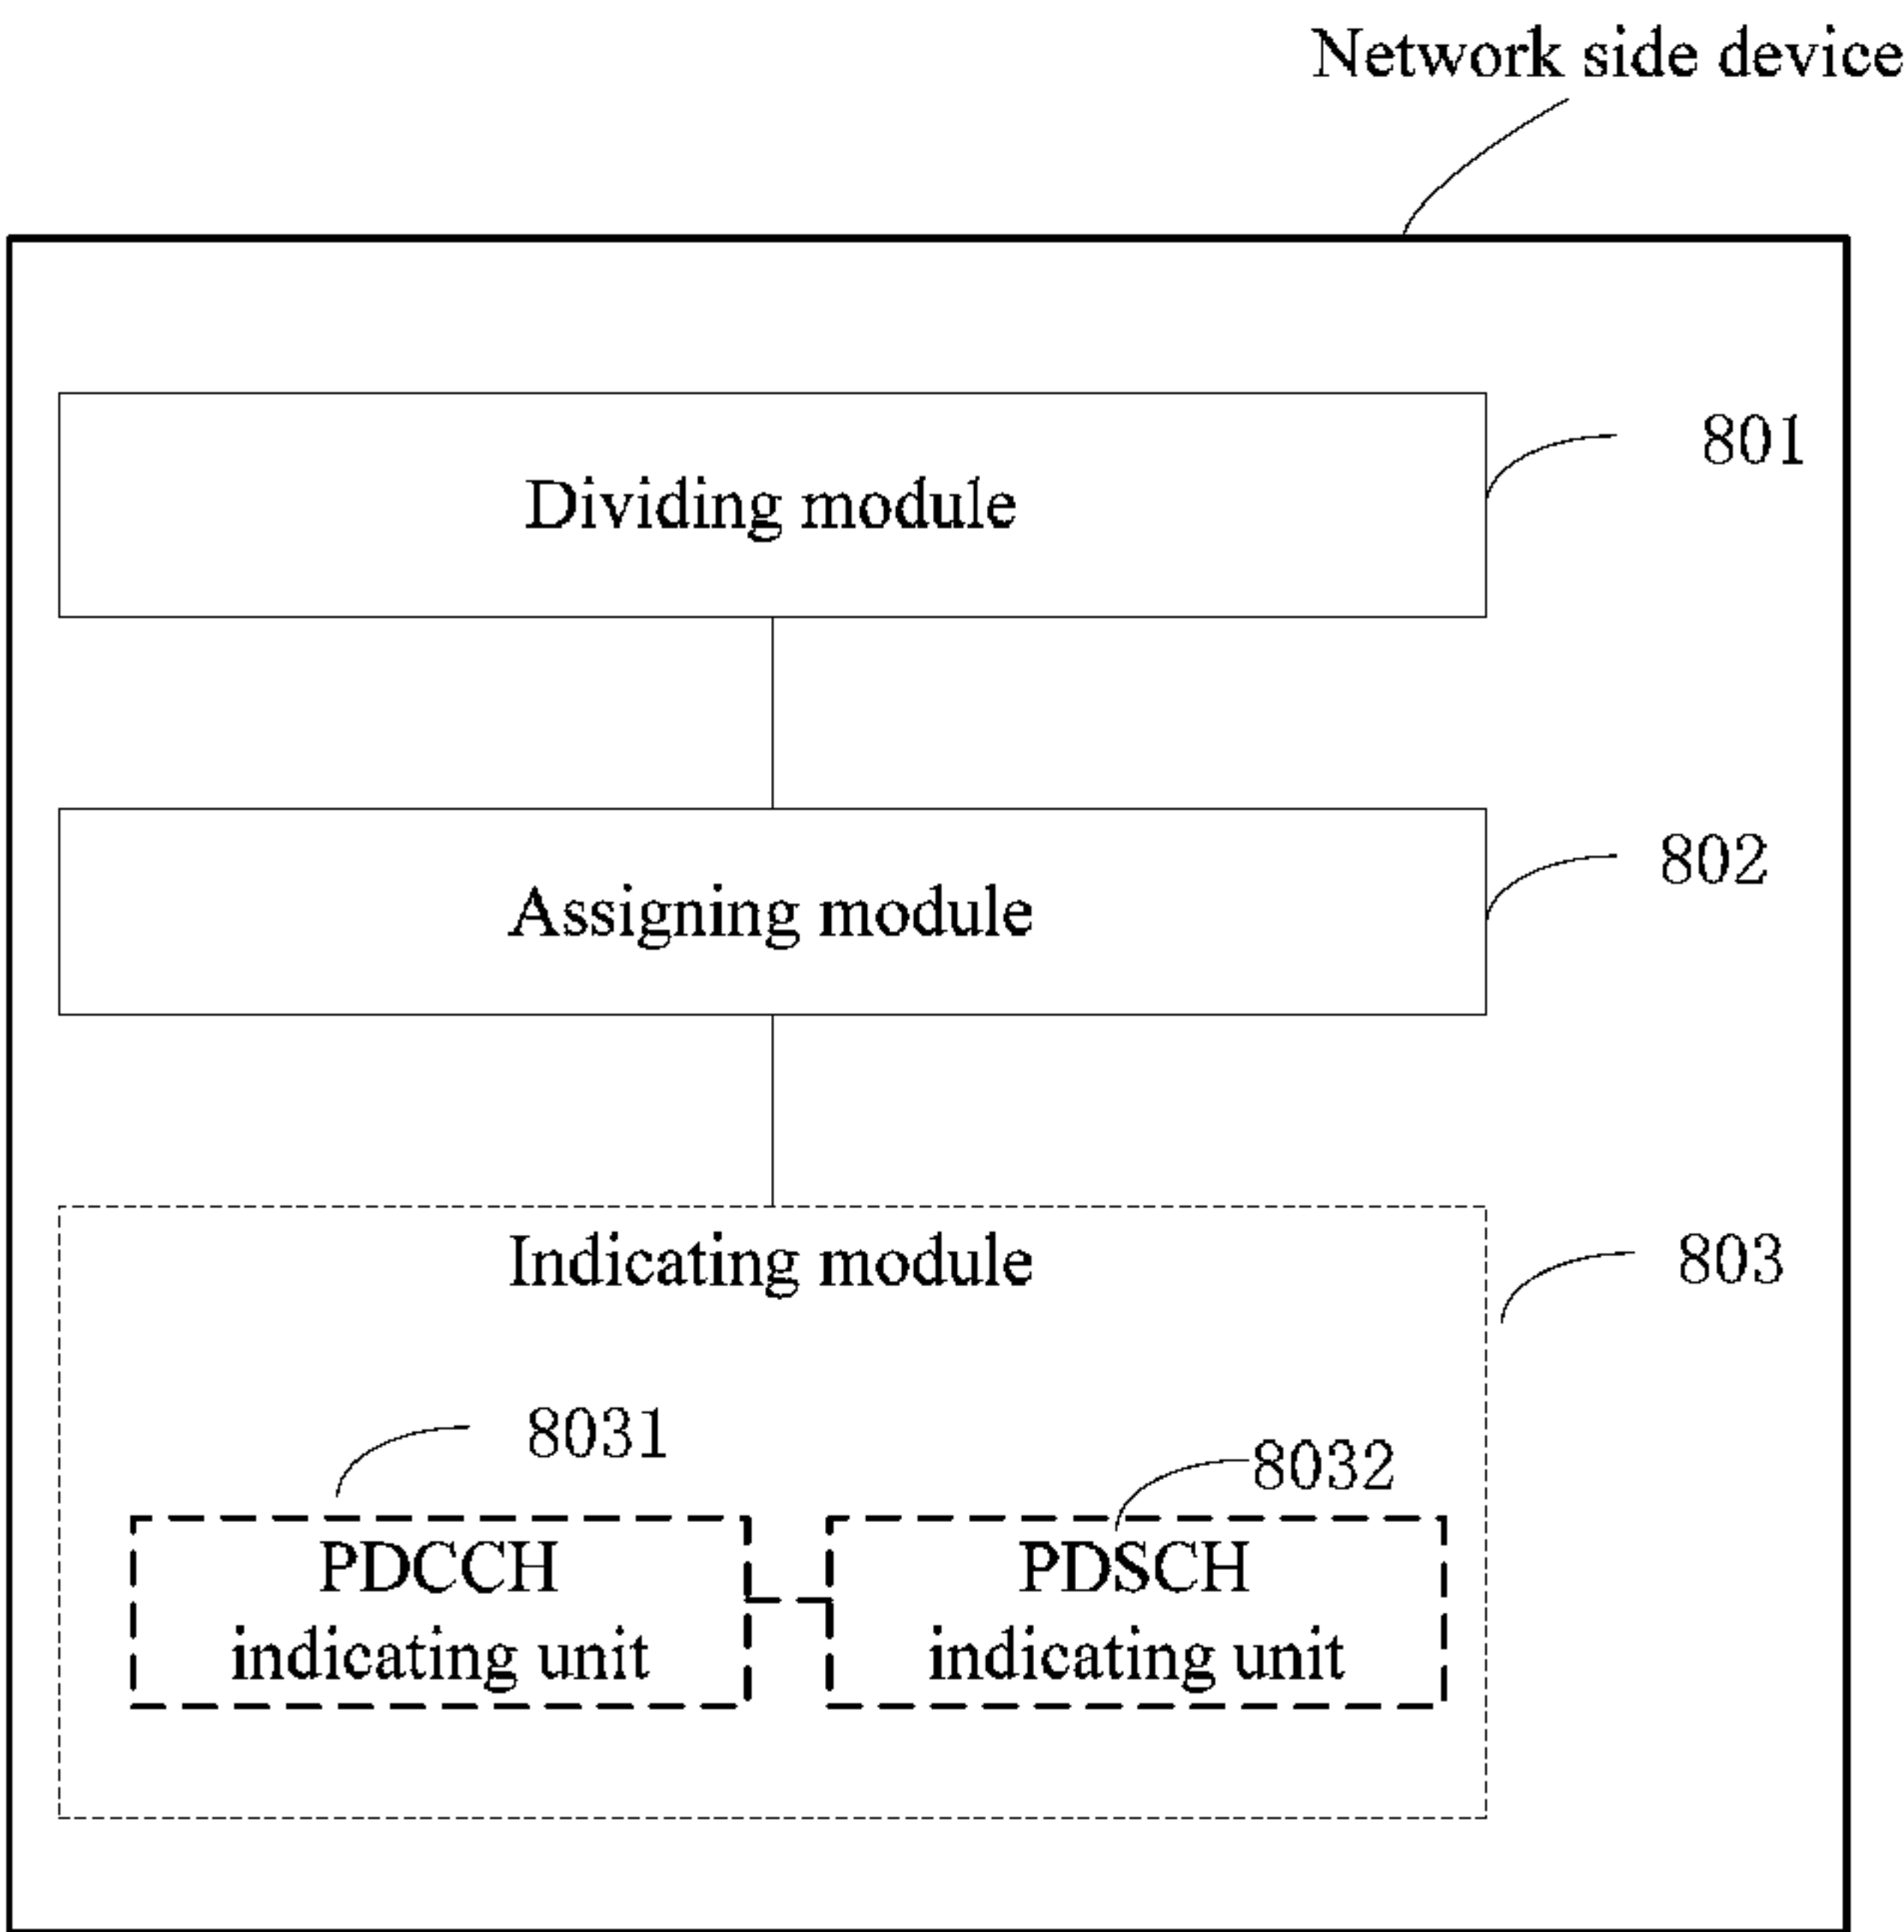 Network side device
801
Dividing module
802
Assigning module
Indicating module
803
8031
8032
PDCCH
indicating unit
PDSCH
indicating unit